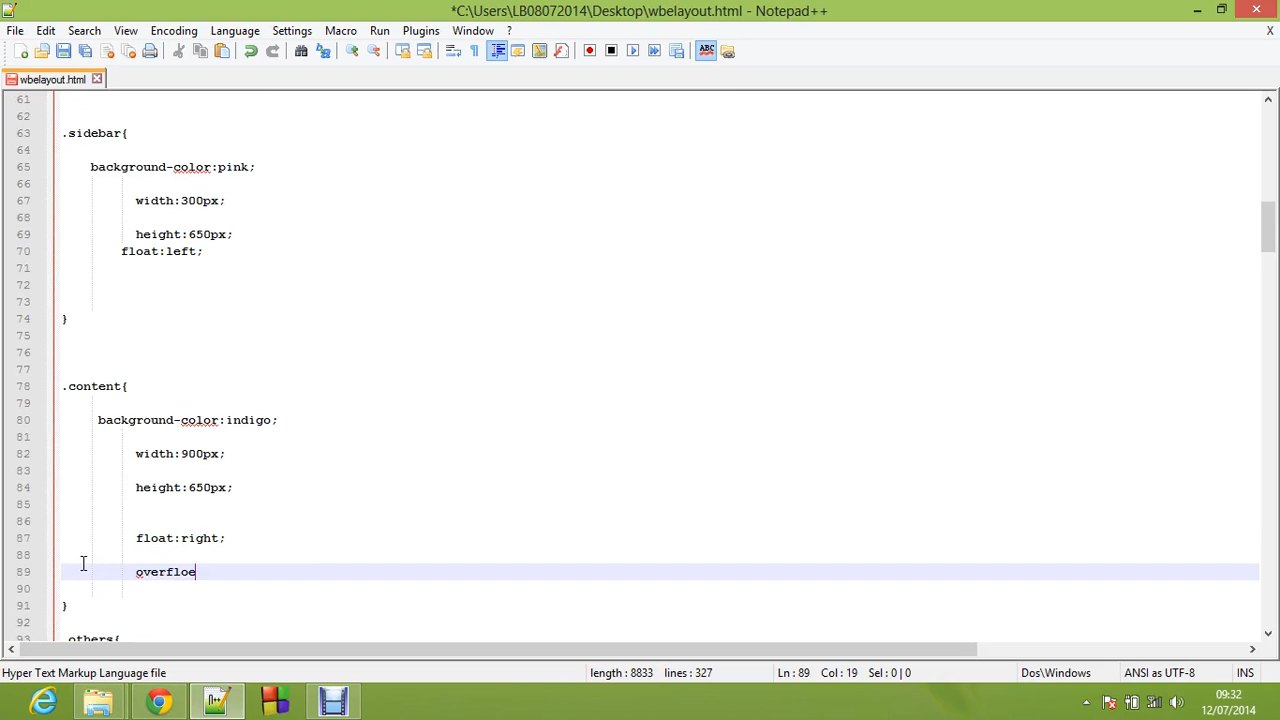 *C:\Users\LB08072014\Desktop\wbelayout.html - Notepad++
File Edit Search View Encoding Language Settings Macro Run Plugins Window ? X
wbelayout.html
61
62
63 .sidebar{
64
65 background-color:pink;
66
67 width:300px;
68
69 height:650px;
70 float:left;
71
72
73
74 }
75
76
77
78 .content{
79
80 background-color:indigo;
81
82 width:900px;
83
84 height:650px;
85
86
87 float:right;
88
89 overfloe
90
91 }
92
93 .others{
Hyper Text Markup Language file length : 8833 lines : 327 Ln : 89 Col : 19 Sel : 0 | 0 Dos\Windows ANSI as UTF-8 INS
09:32
12/07/2014